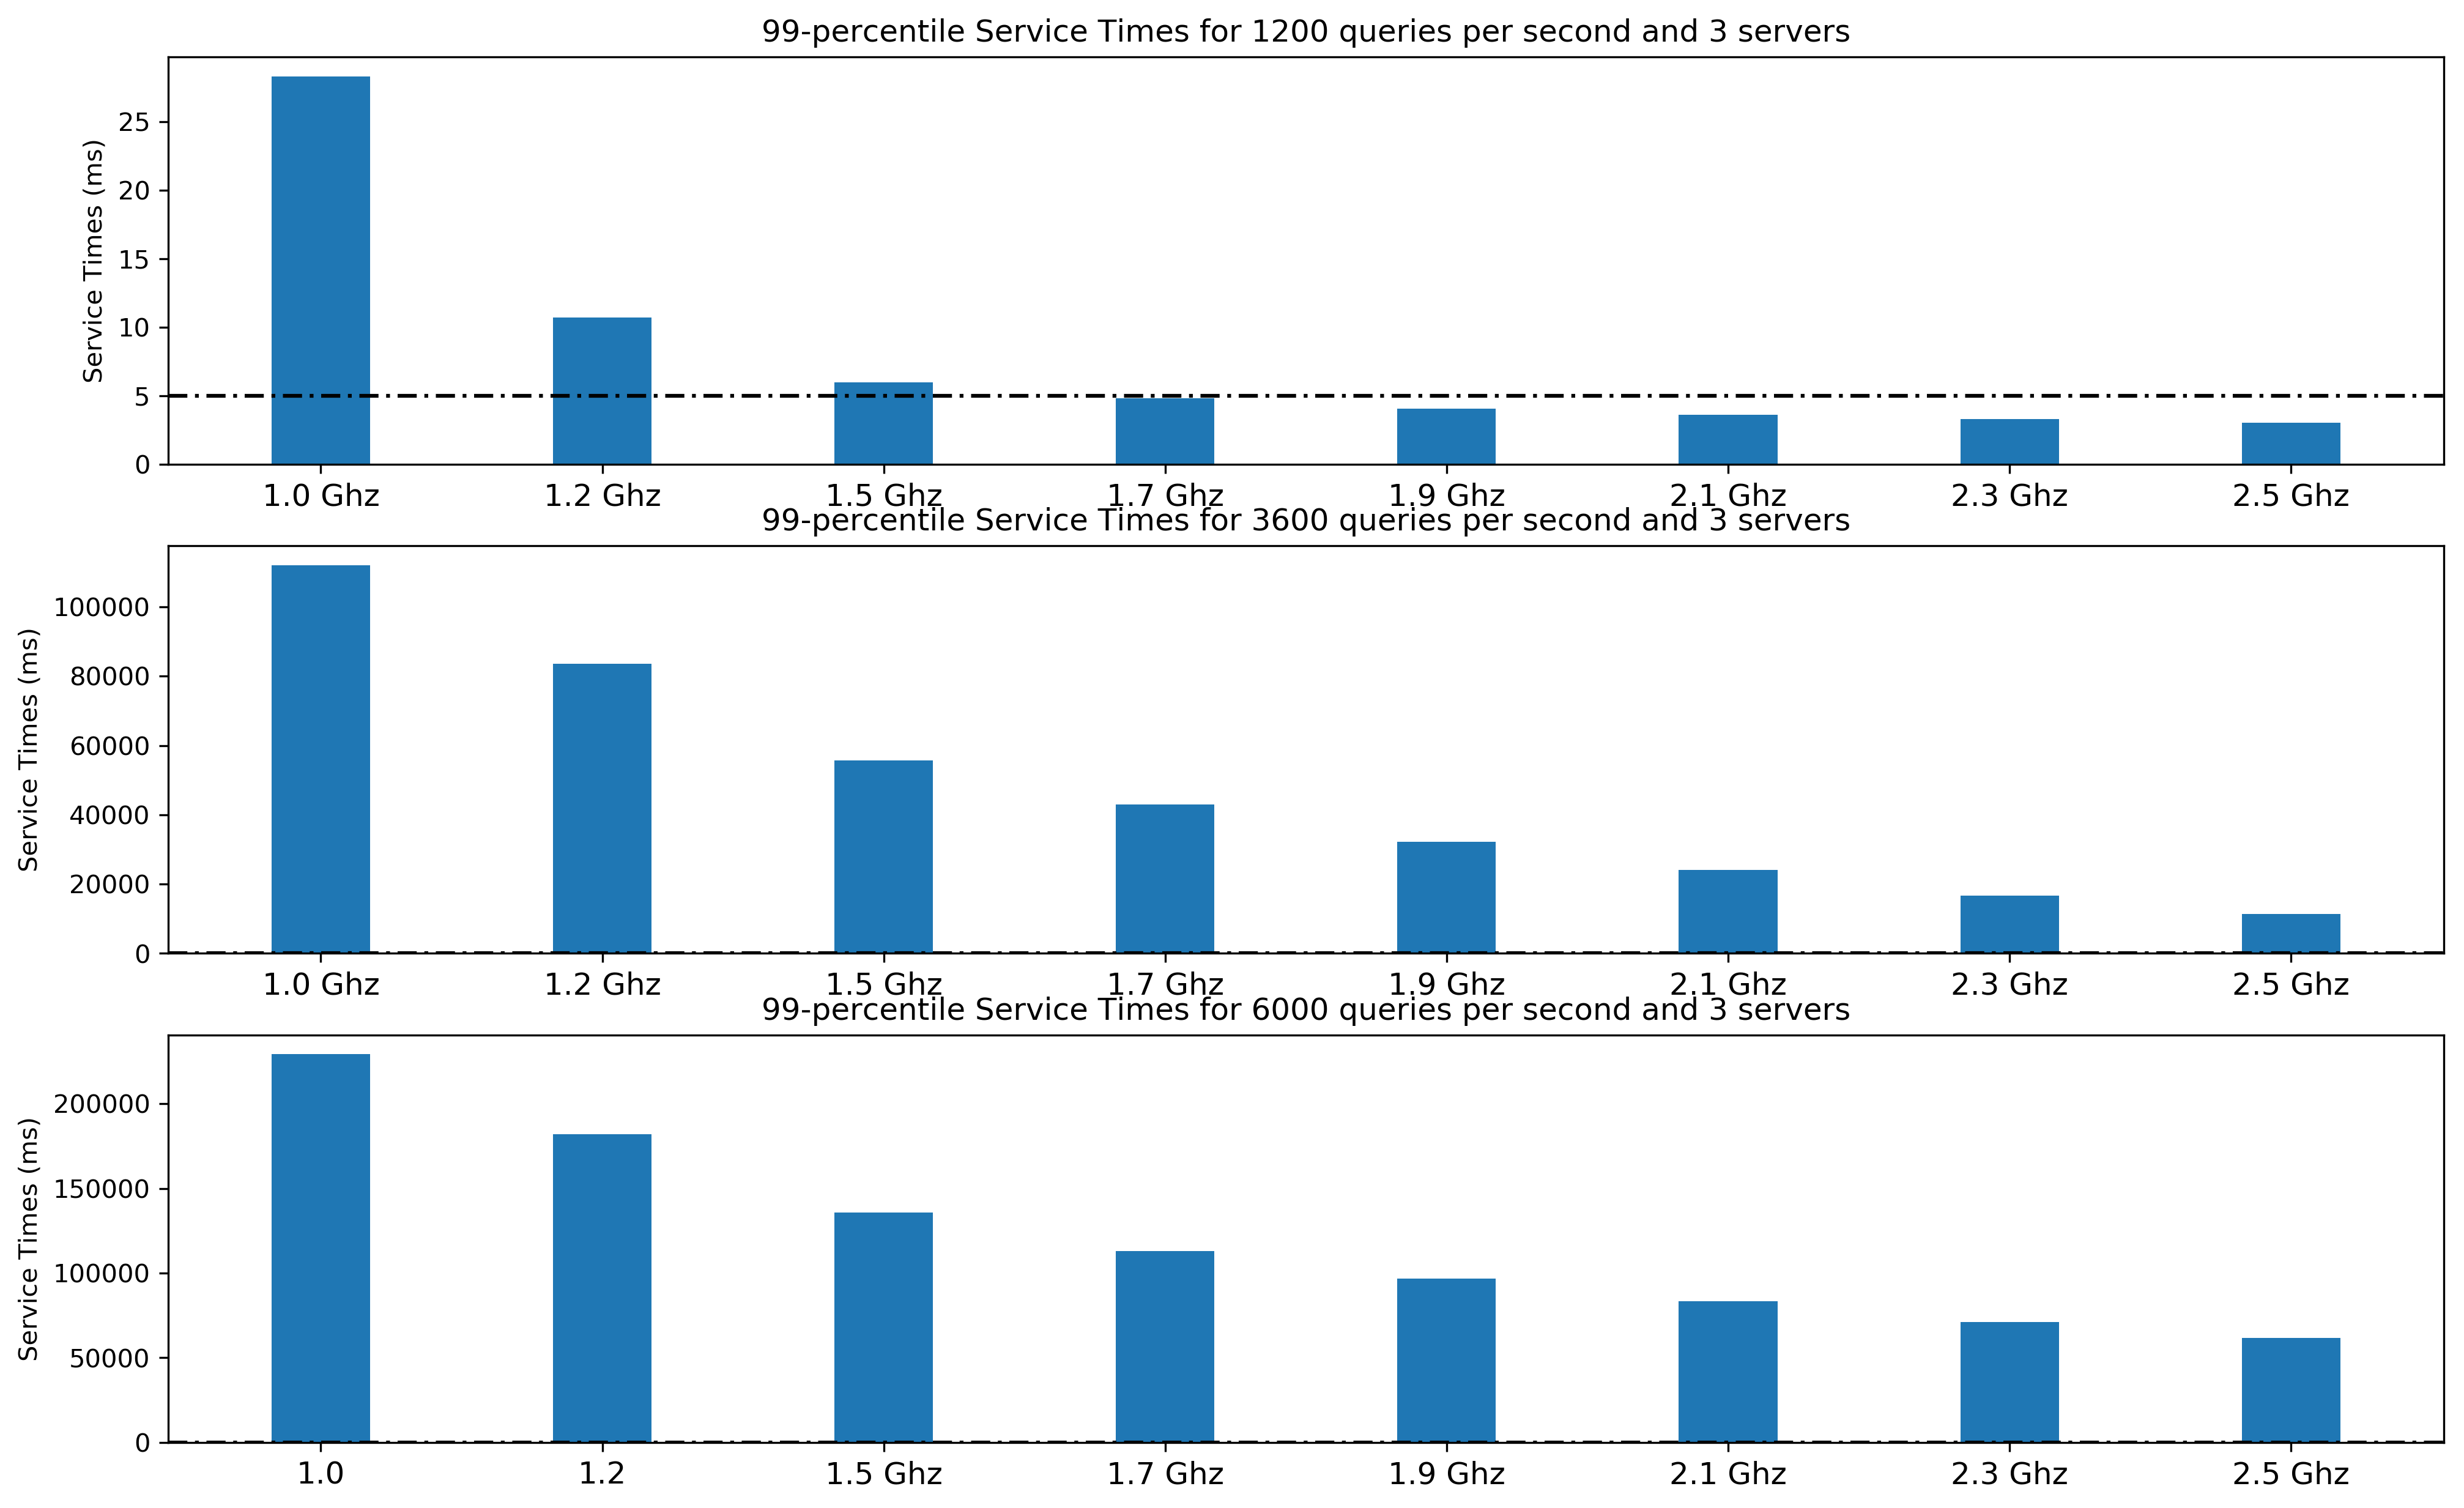 99-percentile Service Times for 1200 queries per second and 3 servers
Service Times (ms)
25
20
15
10
5
0
1.0 Ghz 1.2 Ghz 1.5 Ghz 1.7 Ghz 1.9 Ghz 2.1 Ghz 2.3 Ghz 2.5 Ghz
99-percentile Service Times for 3600 queries per second and 3 servers
Service Times (ms)
100000
80000
60000
40000
20000
0
1.0 Ghz 1.2 Ghz 1.5 Ghz 1.7 Ghz 1.9 Ghz 2.1 Ghz 2.3 Ghz 2.5 Ghz
99-percentile Service Times for 6000 queries per second and 3 servers
Service Times (ms)
200000
150000
100000
50000
0
1.0 1.2 1.5 Ghz 1.7 Ghz 1.9 Ghz 2.1 Ghz 2.3 Ghz 2.5 Ghz